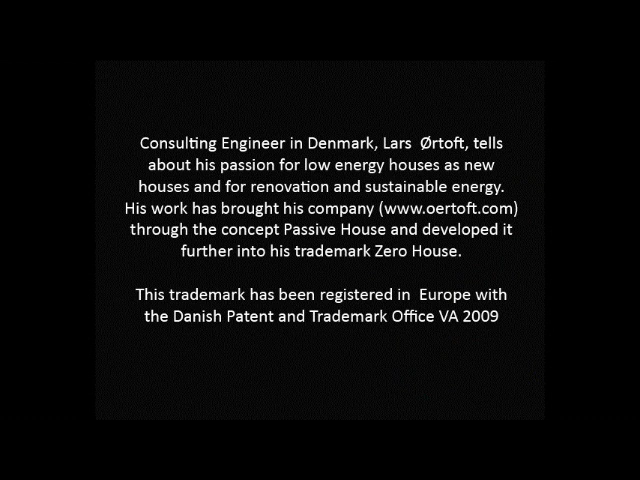 Consulting Engineer in Denmark, Lars  Ørtoft, tells
about his passion for low energy houses as new
houses and for renovation and sustainable energy.
His work has brought his company (www.oertoft.com)
through the concept Passive House and developed it
further into his trademark Zero House.
This trademark has been registered in  Europe with
the Danish Patent and Trademark Office VA 2009